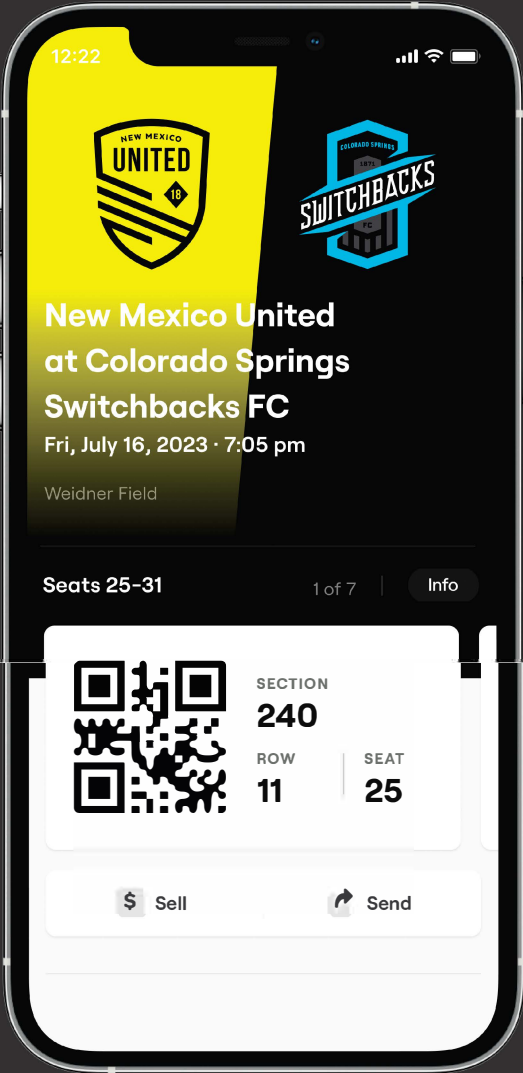 12:22
NEW MEXICO
UNITED
18
COLORADO SPRINGS
1871
SWITCHBACKS
FC
New Mexico United
at Colorado Springs
Switchbacks FC
Fri, July 16, 2023 · 7:05 pm
Weidner Field
Seats 25-31
1 of 7
Info
SECTION
240
ROW
SEAT
11
25
$ Sell
Send